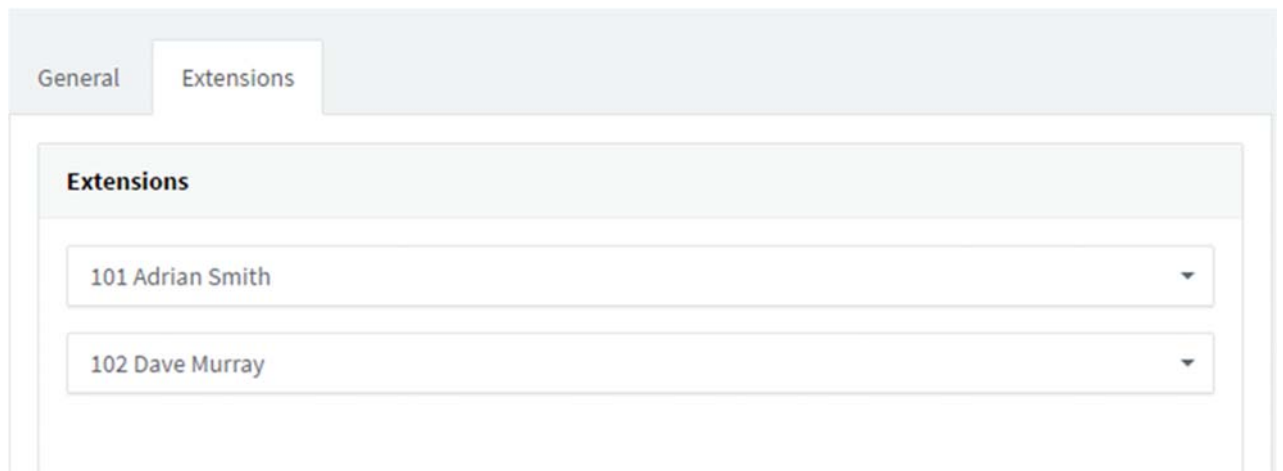 General
Extensions
Extensions
101 Adrian Smith
102 Dave Murray